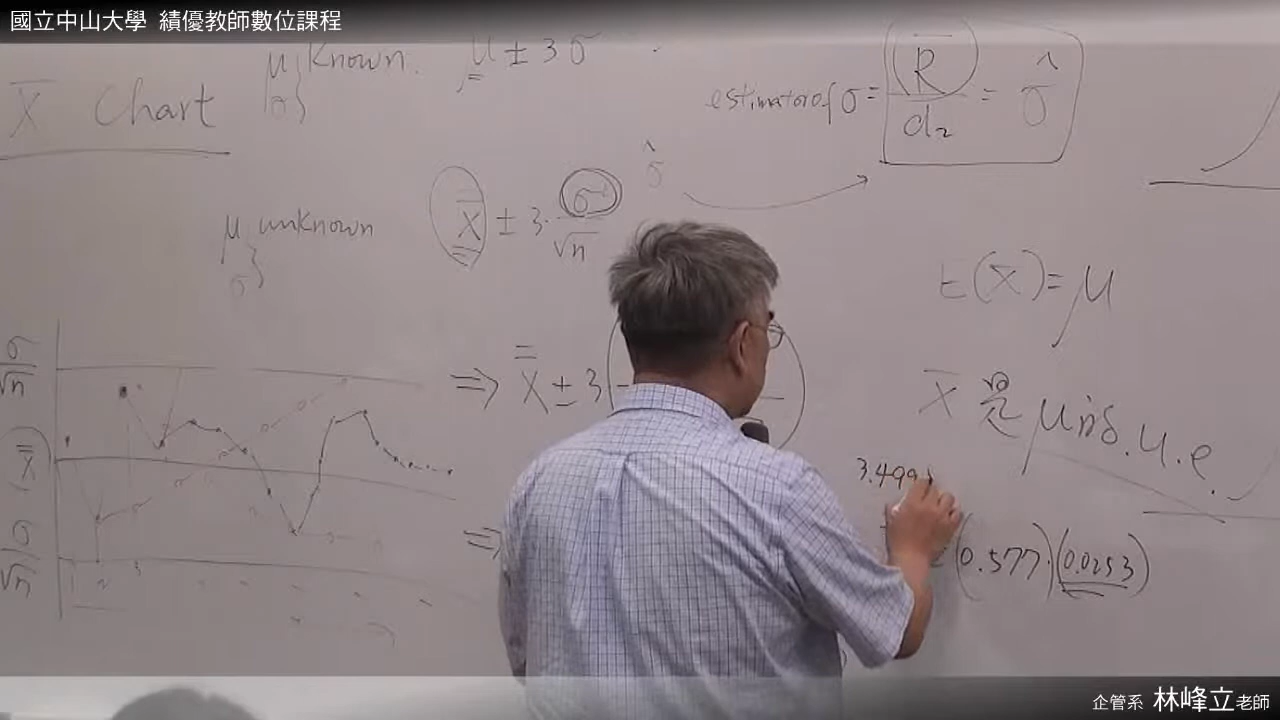 國立中山大學 績優教師數位課程
X̄ Chart
μ σ } Known. μ ± 3σ
estimator of σ = R̄ / d₂ = σ̂
σ̂
μ σ } unknown X̿ ± 3 · σ / √n
E(X̄) = μ
σ / √n
⇒ X̿ ± 3
X̄ 是 μ的 u.e.
X̿
3.499
σ / √n
⇒
(0.577)·(0.0253)
企管系 林峰立老師